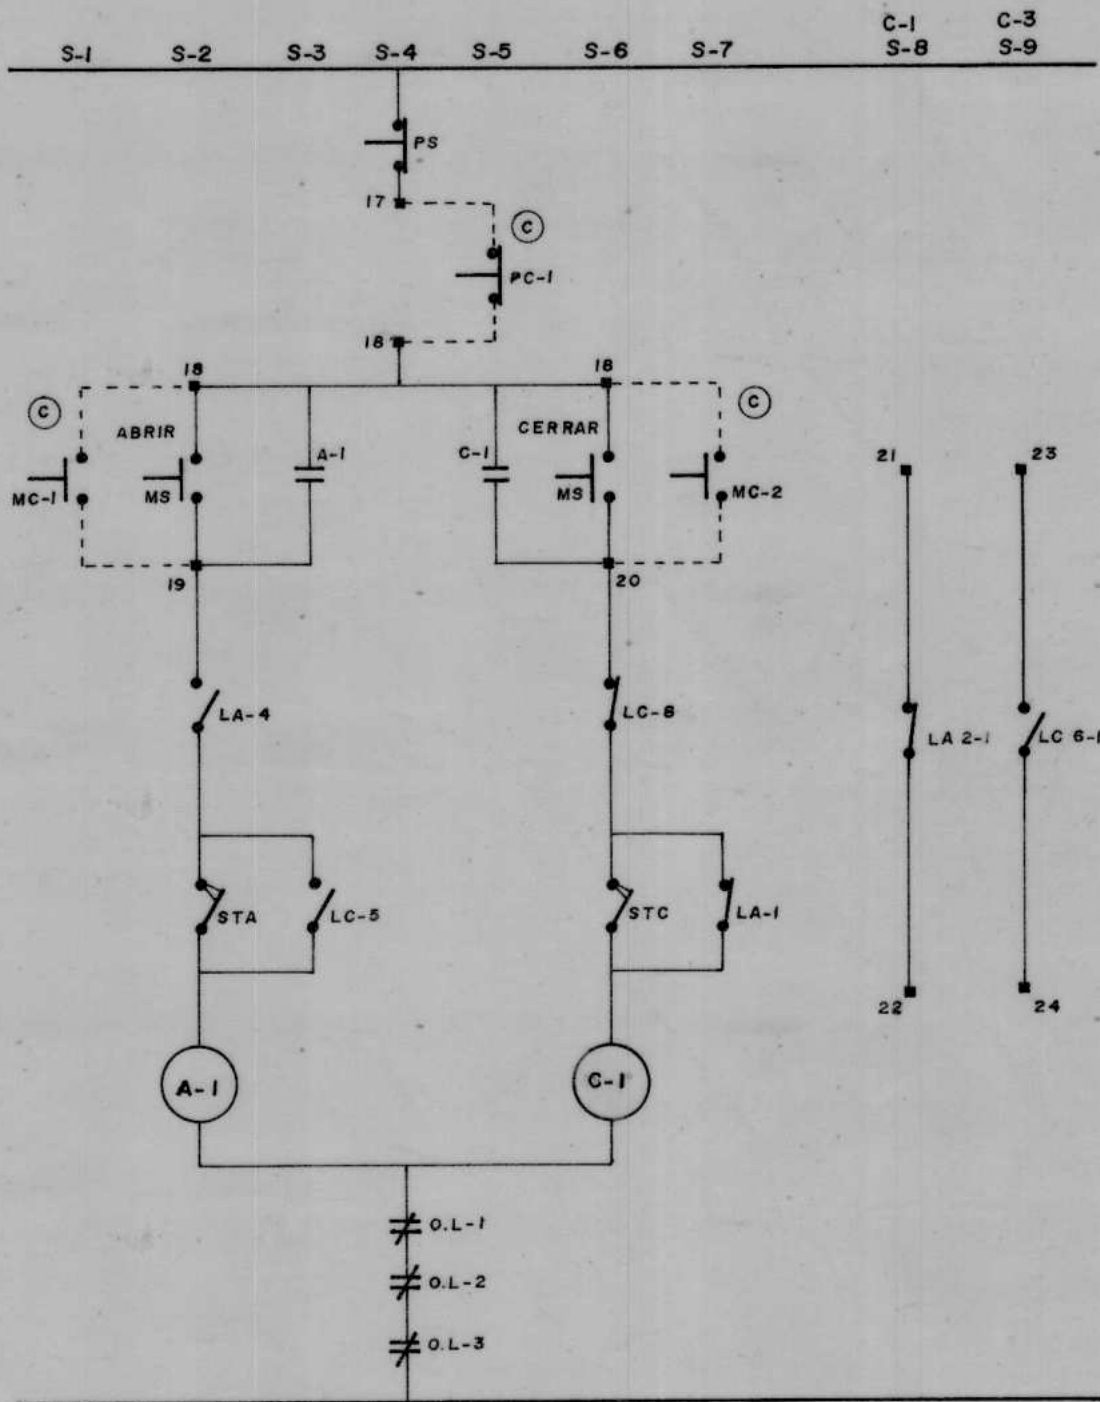 C-1 C-3
S-1 S-2 S-3 S-4 S-5 S-6 S-7 S-8 S-9
PS
17
C
PC-1
18
18 18
C C
ABRIR CERRAR
A-1 C-1
21 23
MC-1 MS MS MC-2
19 20
LA-4 LC-8
LA 2-1 LC 6-1
STA LC-5 STC LA-1
22 24
A-1 C-1
O.L-1
O.L-2
O.L-3